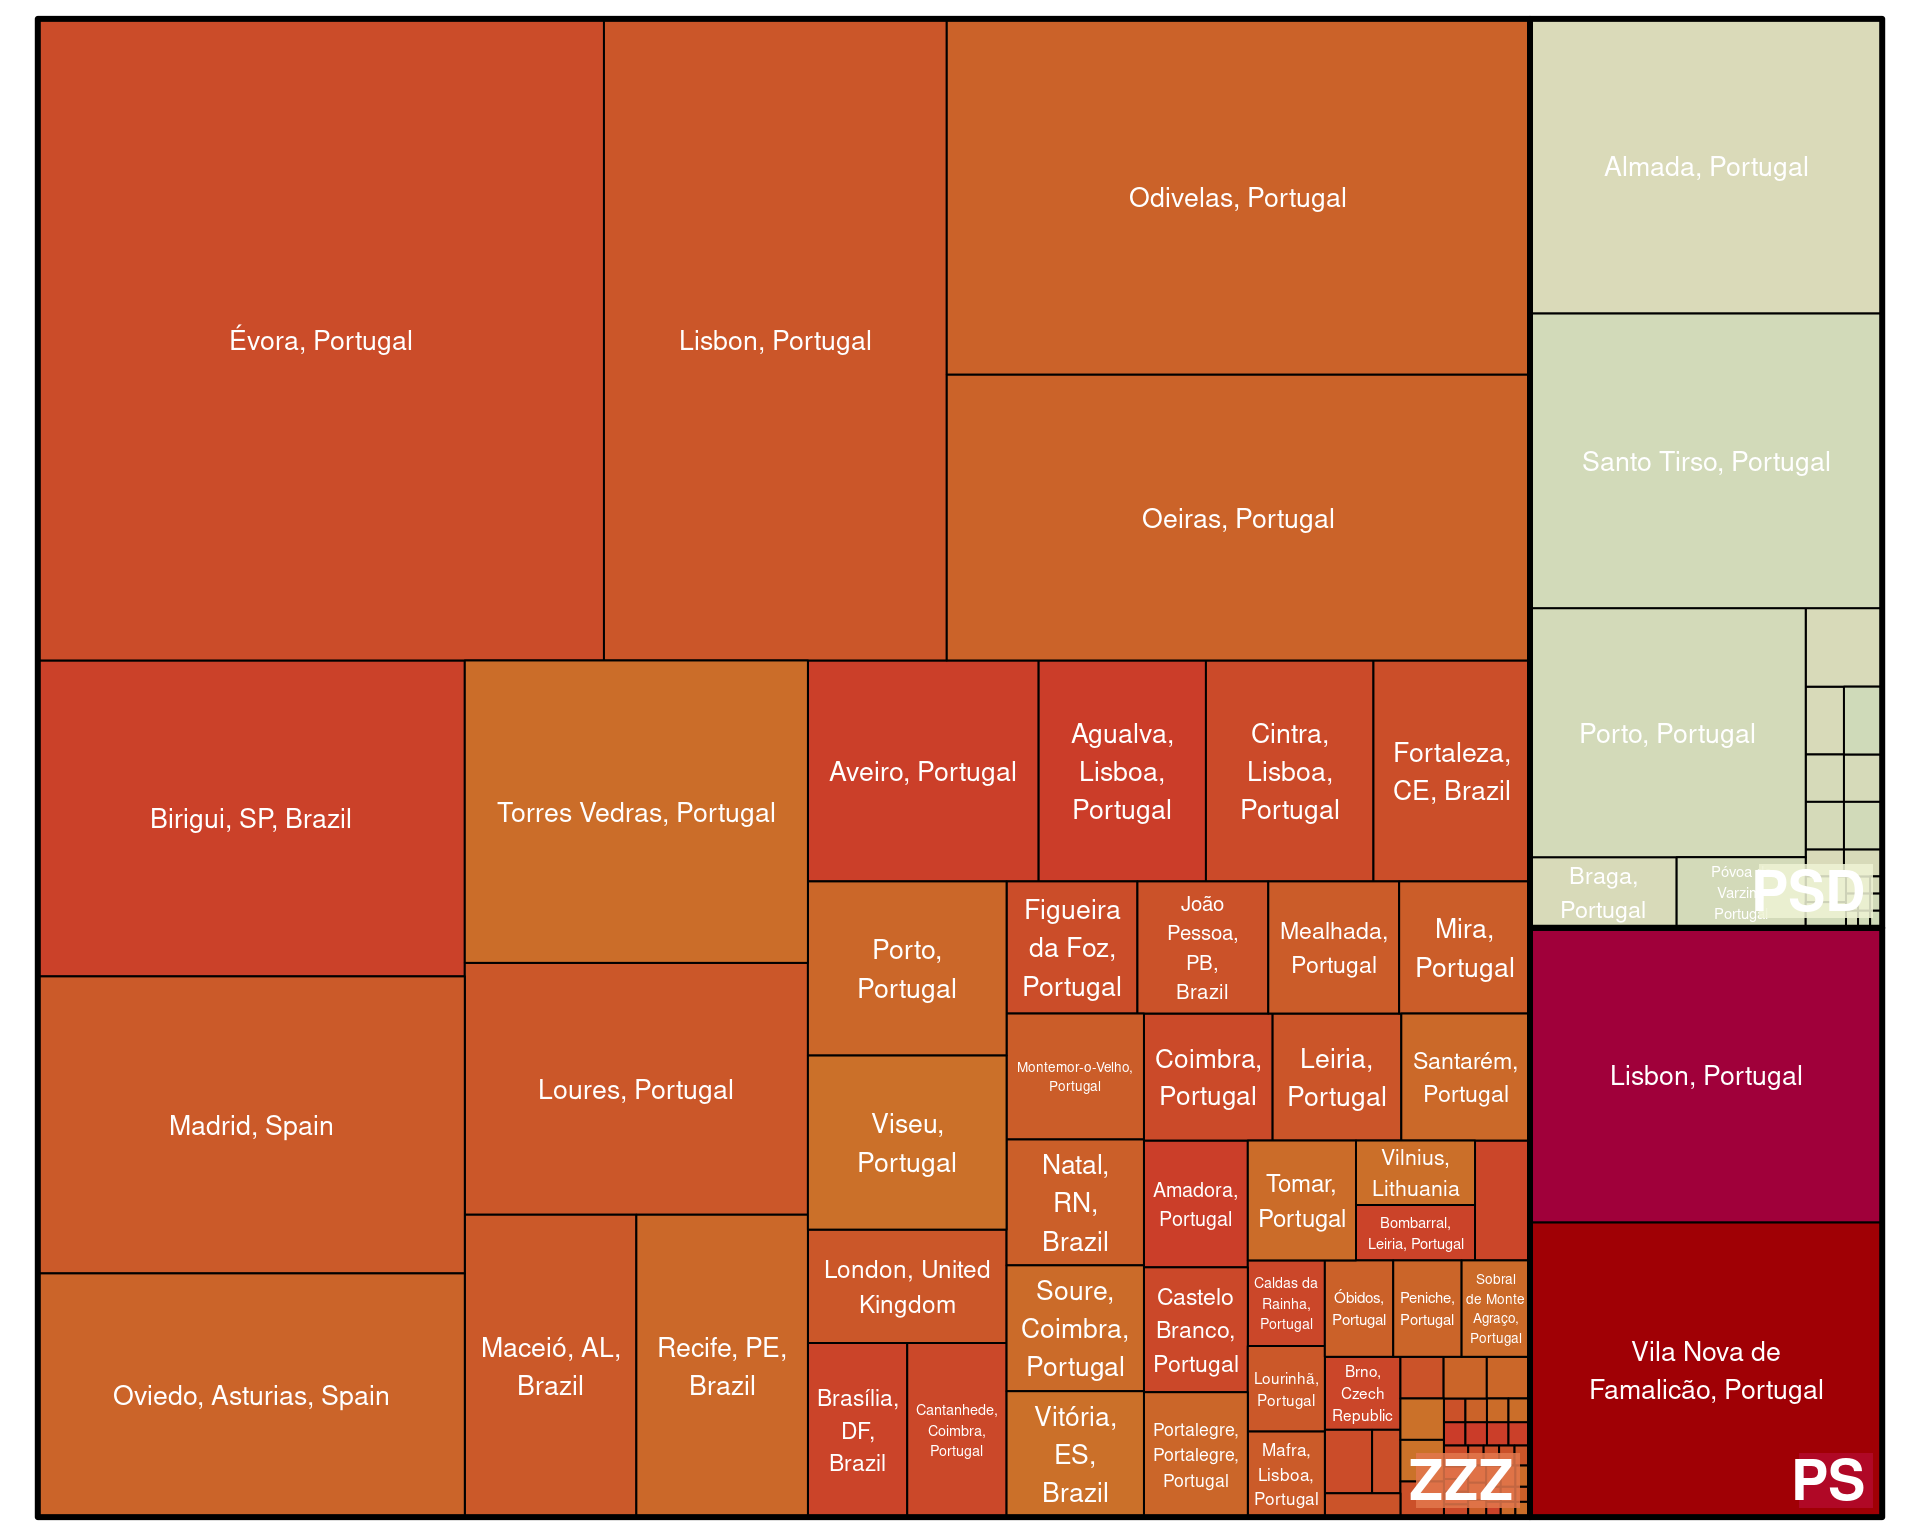 Évora, Portugal
Lisbon, Portugal
Odivelas, Portugal
Oeiras, Portugal
Birigui, SP, Brazil
Madrid, Spain
Oviedo, Asturias, Spain
Torres Vedras, Portugal
Loures, Portugal
Maceió, AL,
Brazil
Recife, PE,
Brazil
Aveiro, Portugal
Agualva,
Lisboa,
Portugal
Cintra,
Lisboa,
Portugal
Fortaleza,
CE, Brazil
Porto,
Portugal
Viseu,
Portugal
London, United
Kingdom
Brasília,
DF,
Brazil
Cantanhede,
Coimbra,
Portugal
Figueira
da Foz,
Portugal
João
Pessoa,
PB,
Brazil
Mealhada,
Portugal
Mira,
Portugal
Montemor-o-Velho,
Portugal
Natal,
RN,
Brazil
Soure,
Coimbra,
Portugal
Vitória,
ES,
Brazil
Coimbra,
Portugal
Leiria,
Portugal
Santarém,
Portugal
Amadora,
Portugal
Castelo
Branco,
Portugal
Portalegre,
Portalegre,
Portugal
Tomar,
Portugal
Vilnius,
Lithuania
Bombarral,
Leiria, Portugal
Caldas da
Rainha,
Portugal
Lourinhã,
Portugal
Mafra,
Lisboa,
Portugal
Óbidos,
Portugal
Peniche,
Portugal
Sobral
de Monte
Agraço,
Portugal
Brno,
Czech
Republic
ZZZ
Almada, Portugal
Santo Tirso, Portugal
Porto, Portugal
Braga,
Portugal
Póvoa
Varzim
Portugal
PSD
Lisbon, Portugal
Vila Nova de
Famalicão, Portugal
PS